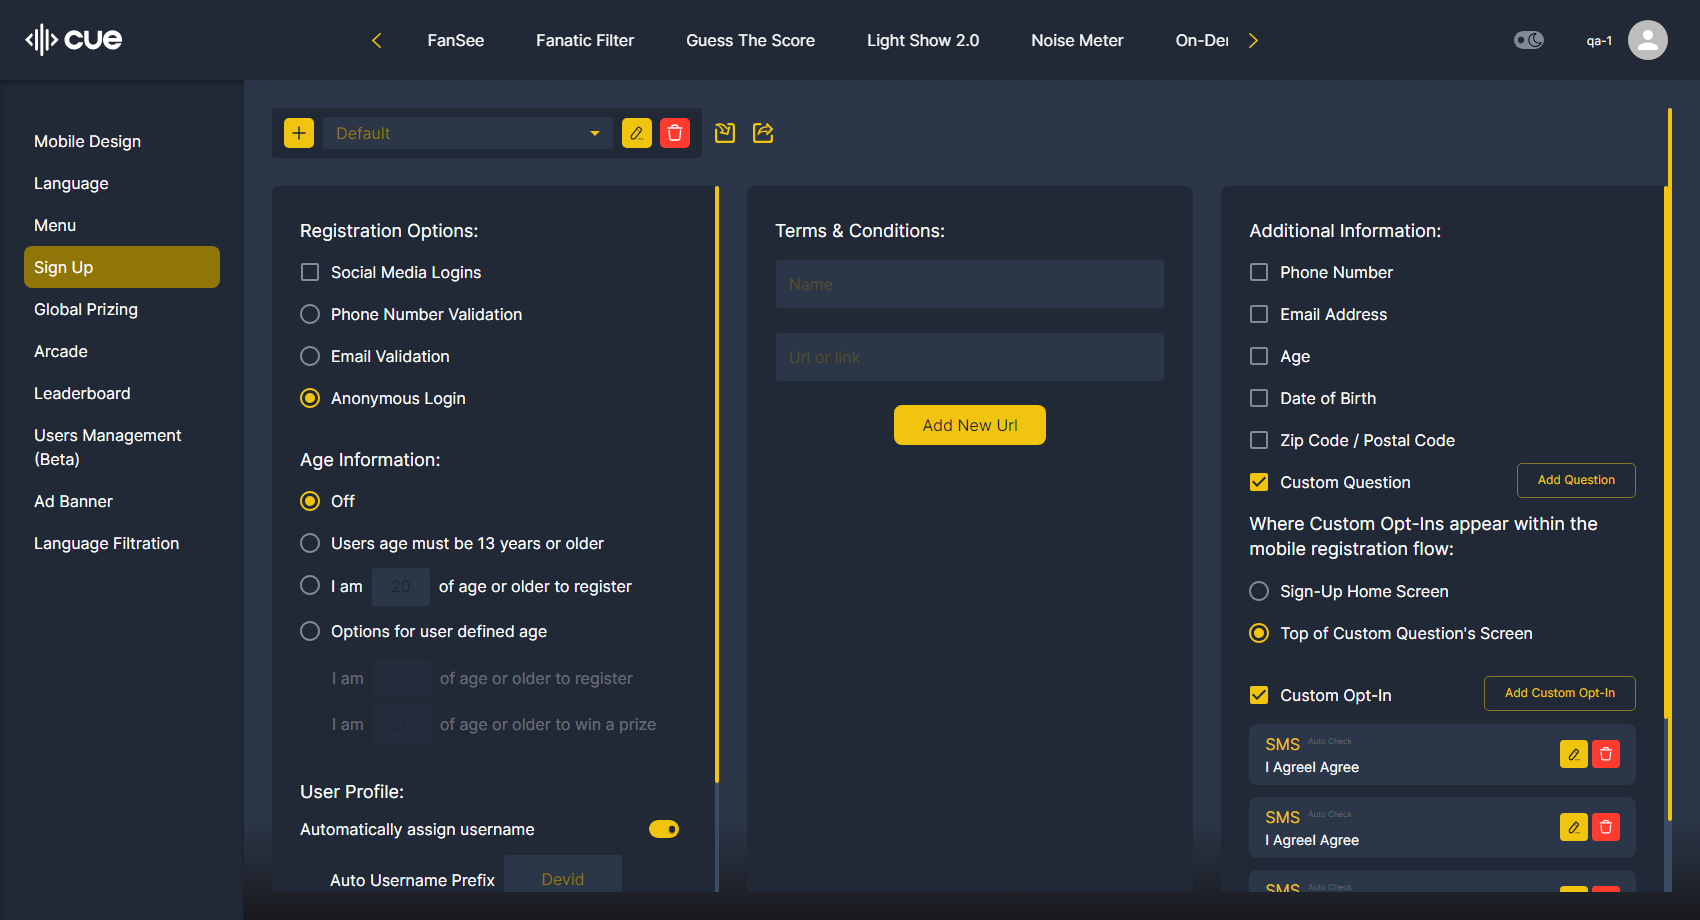 cue
FanSee
Fanatic Filter
Guess The Score
Light Show 2.0
Noise Meter
On-Der
qa-1
Mobile Design
Language
Menu
Sign Up
Global Prizing
Arcade
Leaderboard
Users Management
(Beta)
Ad Banner
Language Filtration
Default
Registration Options:
Social Media Logins
Phone Number Validation
Email Validation
Anonymous Login
Age Information:
Off
Users age must be 13 years or older
I am 20 of age or older to register
Options for user defined age
I am 20 of age or older to register
I am of age or older to win a prize
User Profile:
Automatically assign username
Auto Username Prefix Devid
Terms & Conditions:
Name
Url or link
Add New Url
Additional Information:
Phone Number
Email Address
Age
Date of Birth
Zip Code / Postal Code
Custom Question
Add Question
Where Custom Opt-Ins appear within the
mobile registration flow:
Sign-Up Home Screen
Top of Custom Question's Screen
Custom Opt-In
Add Custom Opt-In
SMS Auto Check
I AgreeI Agree
SMS Auto Check
I AgreeI Agree
SMS Auto Check